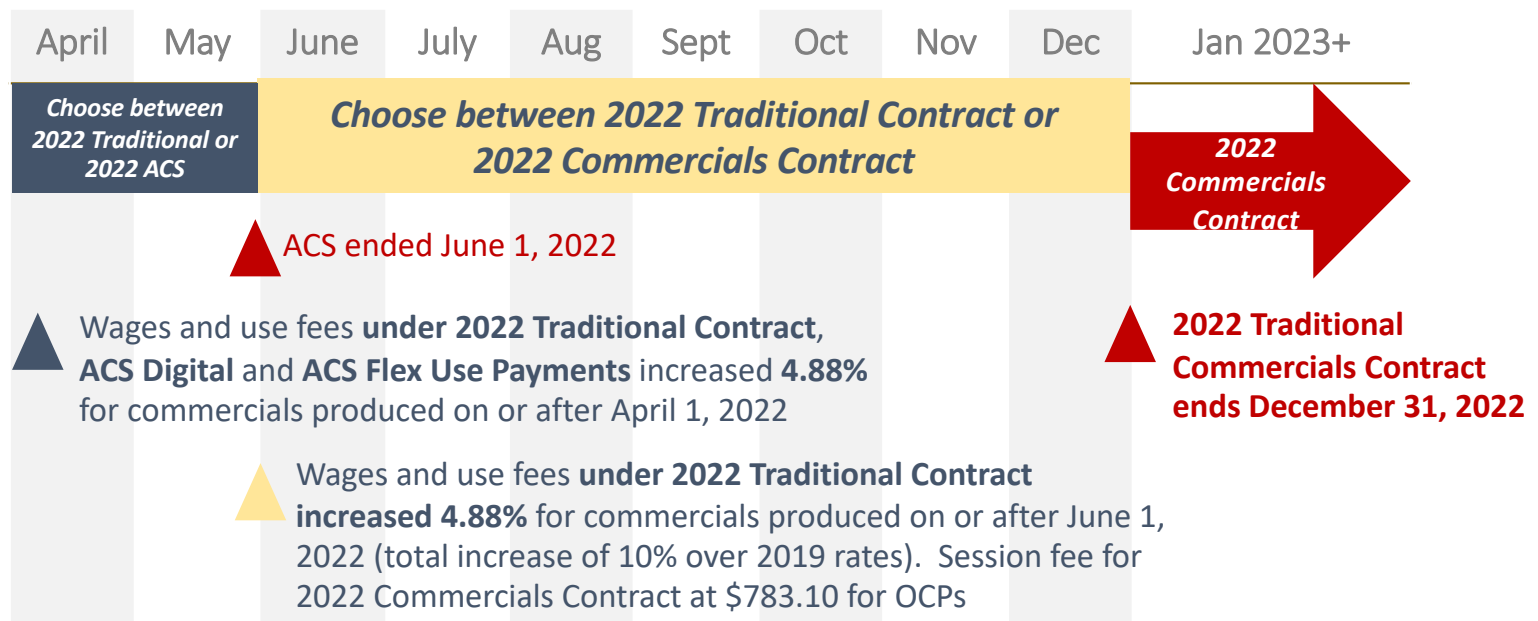 April May June July Aug Sept Oct Nov Dec Jan 2023+
Choose between
2022 Traditional or
2022 ACS
Choose between 2022 Traditional Contract or
2022 Commercials Contract
2022
Commercials
Contract
ACS ended June 1, 2022
Wages and use fees under 2022 Traditional Contract,
ACS Digital and ACS Flex Use Payments increased 4.88%
for commercials produced on or after April 1, 2022
2022 Traditional
Commercials Contract
ends December 31, 2022
Wages and use fees under 2022 Traditional Contract
increased 4.88% for commercials produced on or after June 1,
2022 (total increase of 10% over 2019 rates).  Session fee for
2022 Commercials Contract at $783.10 for OCPs